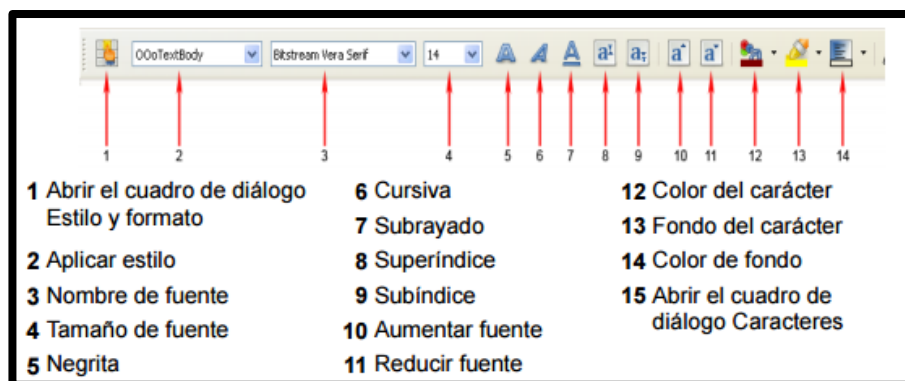 OOoTextBody Bitstream Vera Serif 14
1 2 3 4 5 6 7 8 9 10 11 12 13 14
1 Abrir el cuadro de diálogo
Estilo y formato
2 Aplicar estilo
3 Nombre de fuente
4 Tamaño de fuente
5 Negrita
6 Cursiva
7 Subrayado
8 Superíndice
9 Subíndice
10 Aumentar fuente
11 Reducir fuente
12 Color del carácter
13 Fondo del carácter
14 Color de fondo
15 Abrir el cuadro de
diálogo Caracteres